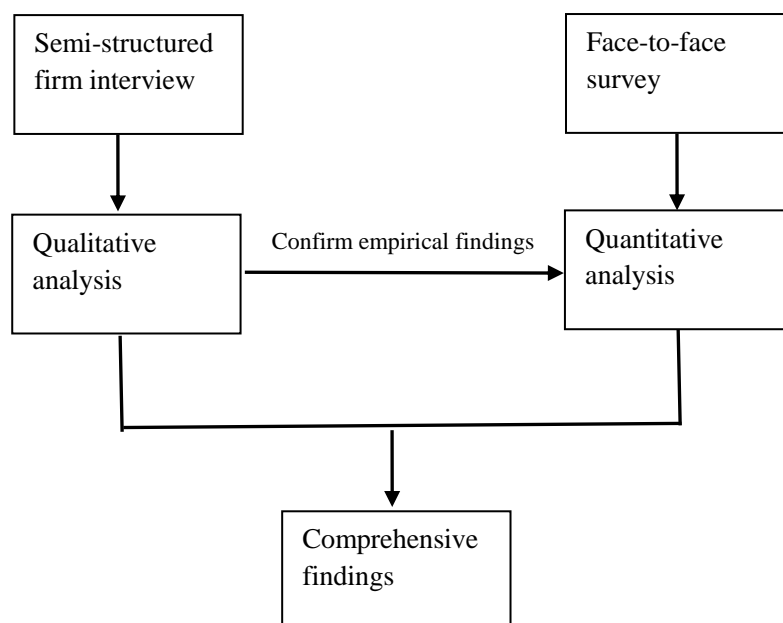 Semi-structured
firm interview
Face-to-face
survey
Qualitative
analysis
Confirm empirical findings
Quantitative
analysis
Comprehensive
findings